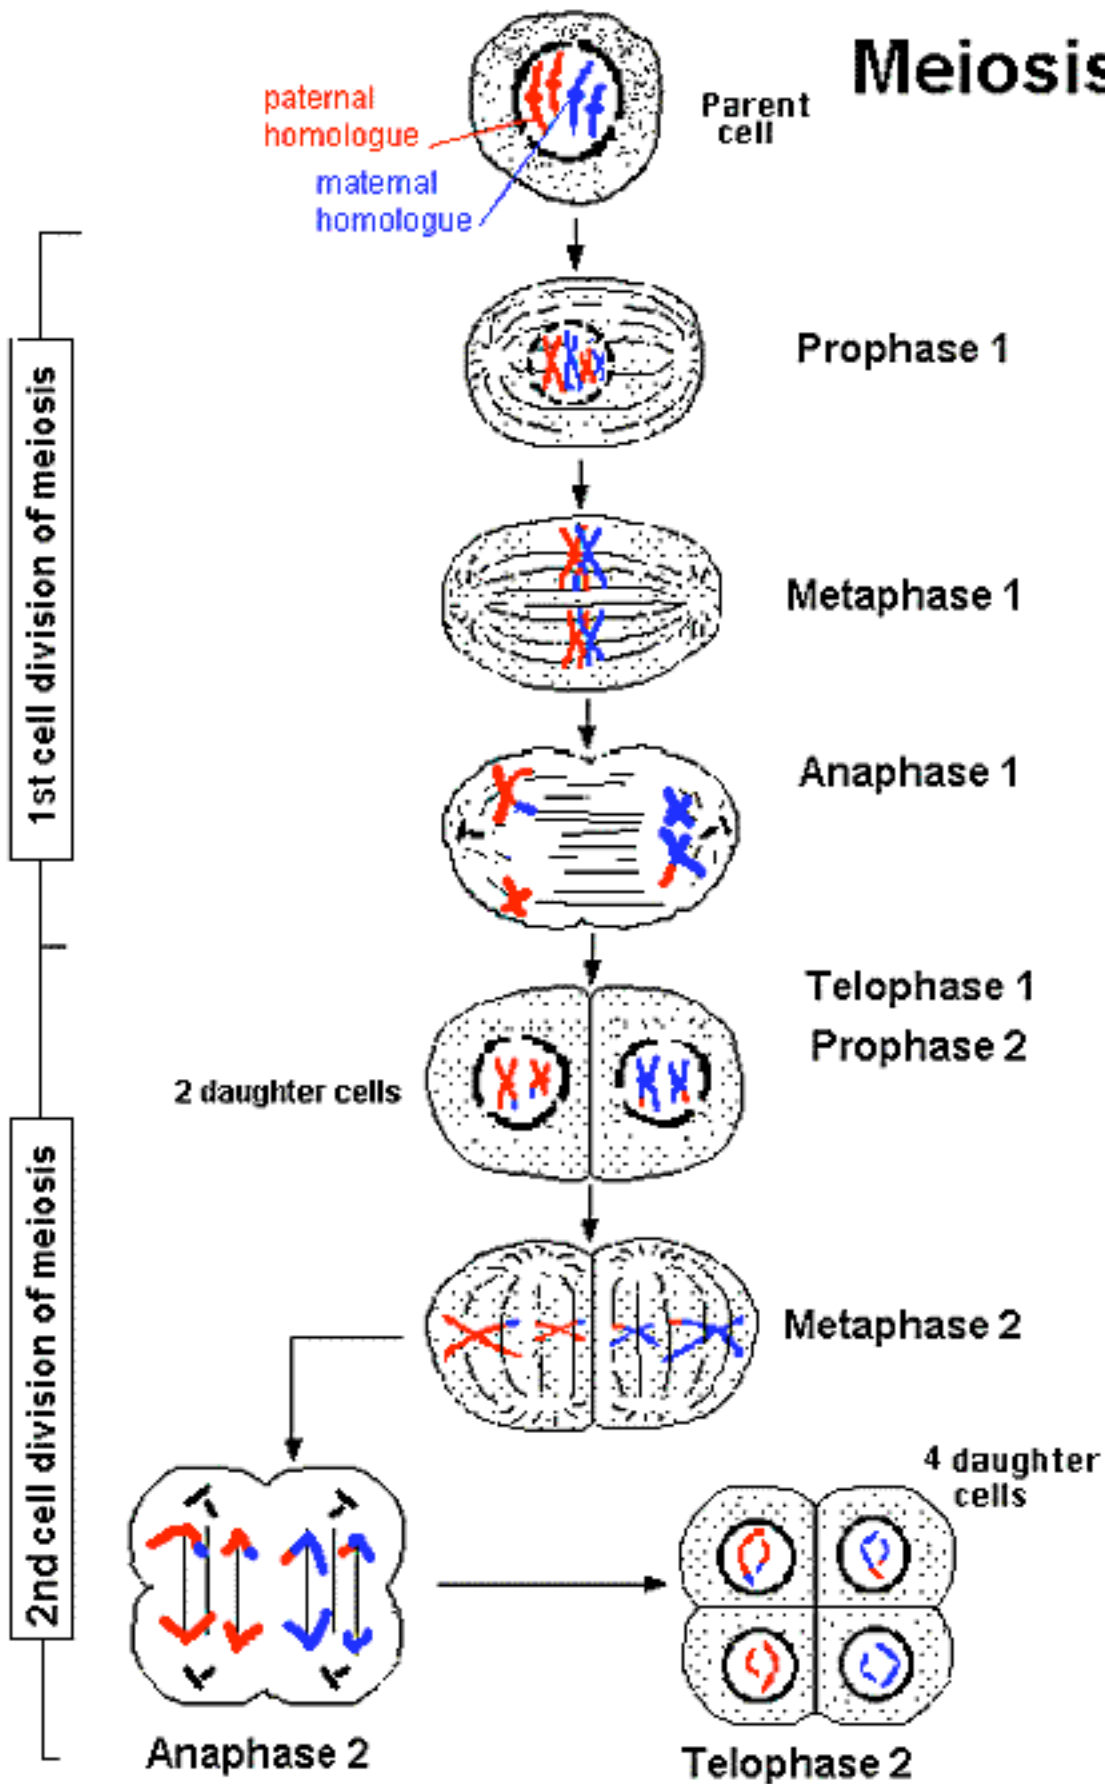 Meiosis
paternal
homologue
maternal
homologue
Parent
cell
1st cell division of meiosis
Prophase 1
Metaphase 1
Anaphase 1
Telophase 1
Prophase 2
2 daughter cells
2nd cell division of meiosis
Metaphase 2
4 daughter
cells
Anaphase 2
Telophase 2